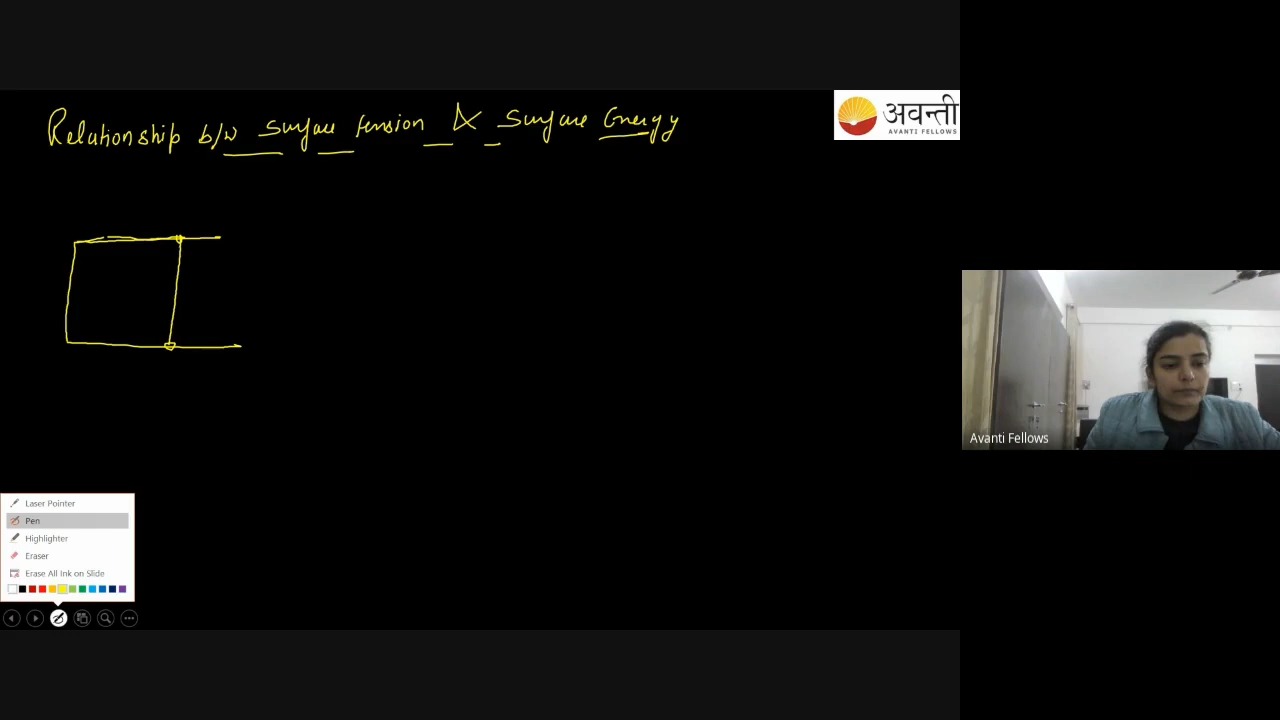 Relationship b/w Surface tension & Surface Energy
अवन्ती
AVANTI FELLOWS
Avanti Fellows
Laser Pointer
Pen
Highlighter
Eraser
Erase All Ink on Slide